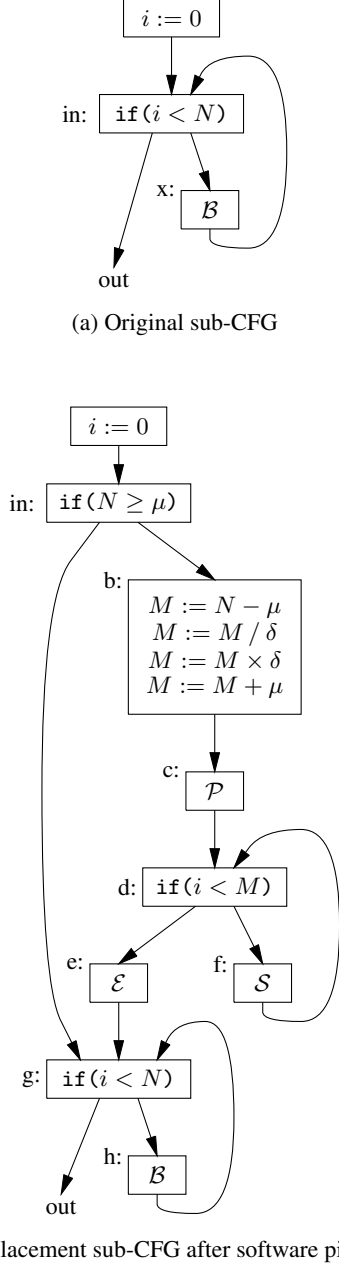 i := 0
in: if(i < N)
x: B
out
(a) Original sub-CFG
i := 0
in: if(N ≥ μ)
b:
M := N − μ
M := M / δ
M := M × δ
M := M + μ
c: P
d: if(i < M)
e: E
f: S
g: if(i < N)
h: B
out
lacement sub-CFG after software pi